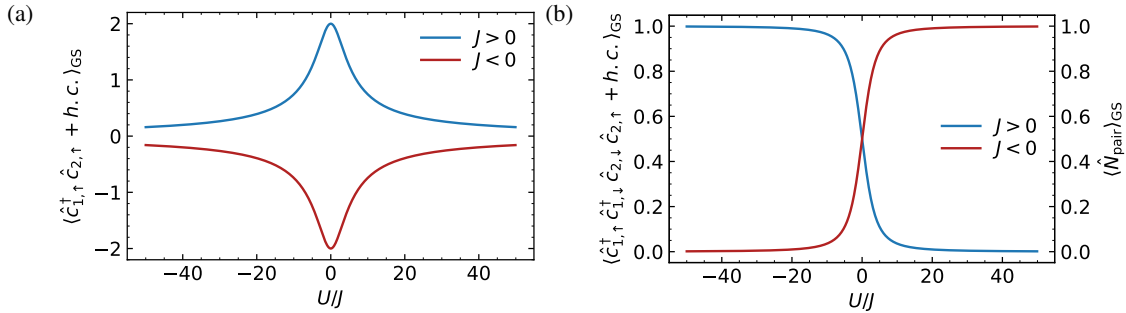 (a)
2
1
0
−1
−2
⟨ĉ†1,↑ ĉ2,↑ + h. c.⟩GS
J > 0
J < 0
−40 −20 0 20 40
U/J
(b)
1.0
0.8
0.6
0.4
0.2
0.0
⟨ĉ†1,↑ ĉ†1,↓ ĉ2,↓ ĉ2,↑ + h. c.⟩GS
J > 0
J < 0
1.0
0.8
0.6
0.4
0.2
0.0
⟨N̂pair⟩GS
−40 −20 0 20 40
U/J